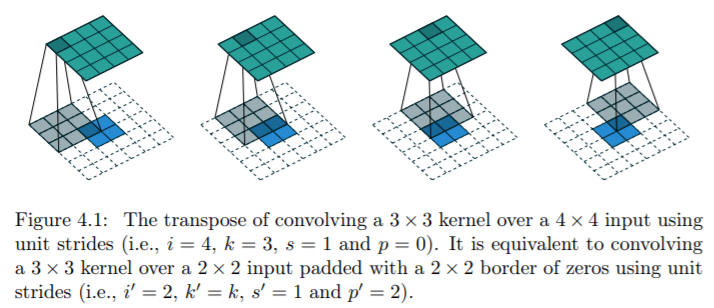 Figure 4.1: The transpose of convolving a 3 × 3 kernel over a 4 × 4 input using
unit strides (i.e., i = 4, k = 3, s = 1 and p = 0). It is equivalent to convolving
a 3 × 3 kernel over a 2 × 2 input padded with a 2 × 2 border of zeros using unit
strides (i.e., i′ = 2, k′ = k, s′ = 1 and p′ = 2).